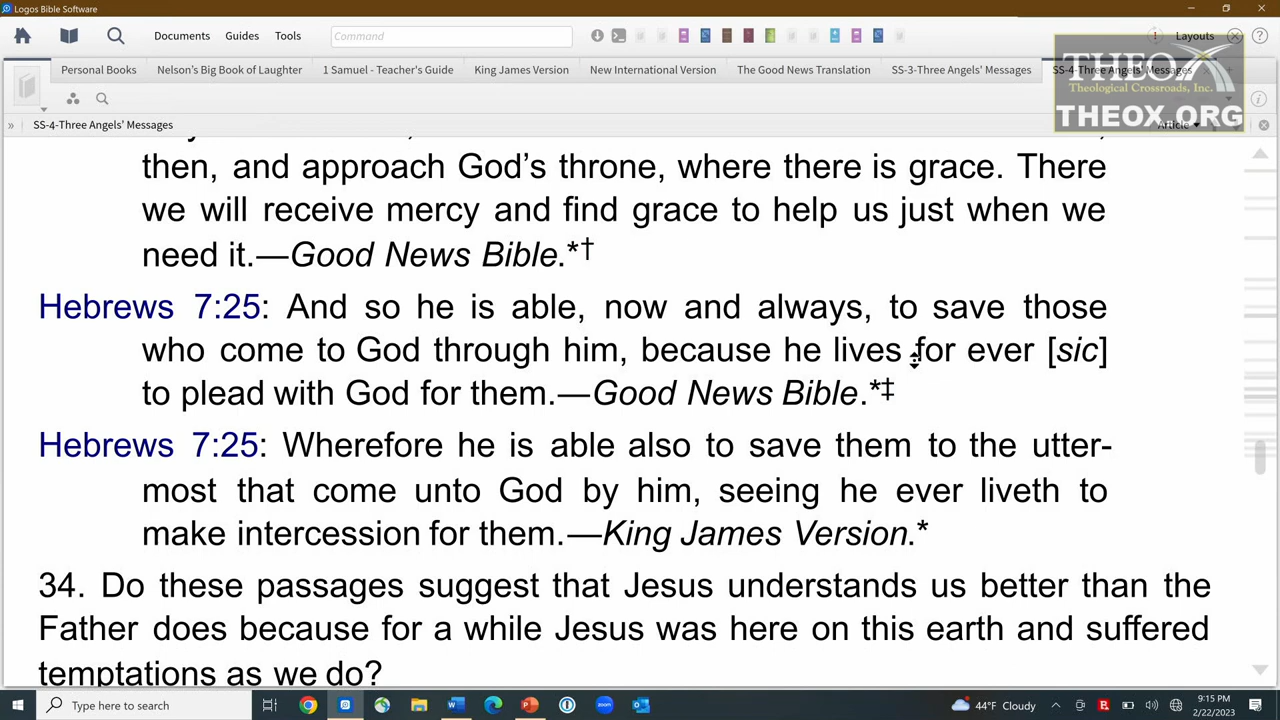 Logos Bible Software
Documents Guides Tools Command Layouts
THEOX
Theological Crossroads, Inc.
THEOX.ORG
Personal Books Nelson's Big Book of Laughter King James Version New International Version The Good News Translation SS-3-Three Angels' Messages SS-4-Three Angels' Messages
SS-4-Three Angels' Messages Article
then, and approach God's throne, where there is grace. There
we will receive mercy and find grace to help us just when we
need it.—Good News Bible.*†
Hebrews 7:25: And so he is able, now and always, to save those
who come to God through him, because he lives for ever [sic]
to plead with God for them.—Good News Bible.*‡
Hebrews 7:25: Wherefore he is able also to save them to the utter-
most that come unto God by him, seeing he ever liveth to
make intercession for them.—King James Version.*
34. Do these passages suggest that Jesus understands us better than the
Father does because for a while Jesus was here on this earth and suffered
temptations as we do?
Type here to search
44°F Cloudy
9:15 PM
2/22/2023